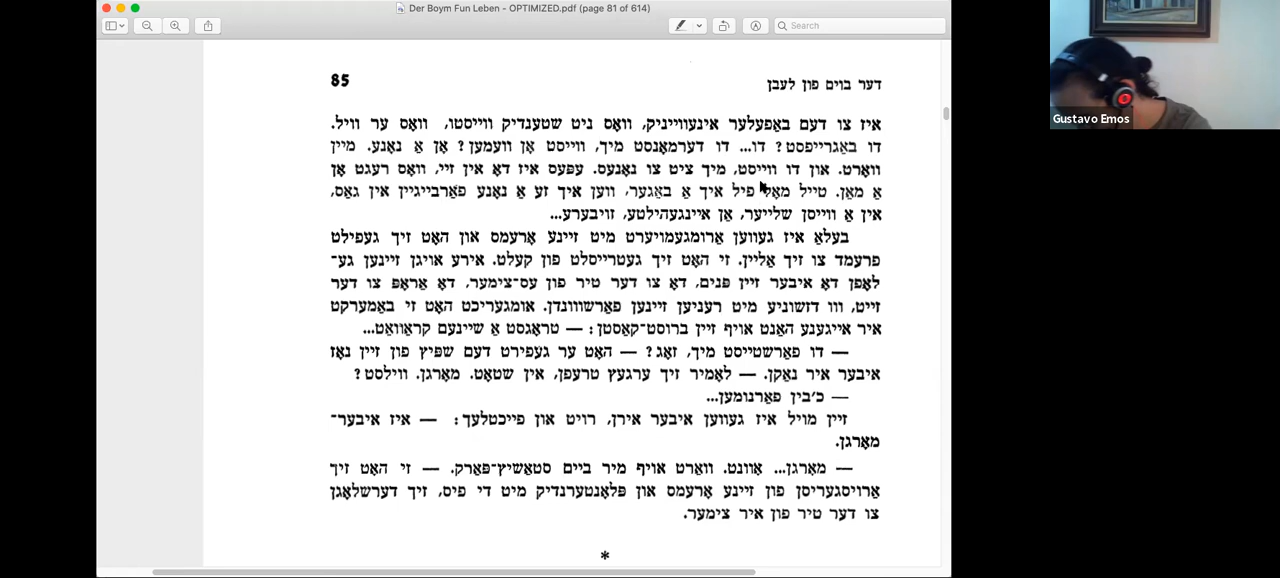 Der Boym Fun Leben - OPTIMIZED.pdf (page 81 of 614)
Search
דער בוים פון לעבן 85
איז צו דעם באַפעלער אינעווייניק, וואָס ניט שטענדיק ווייסטו, וואָס ער וויל.
דו באַגרייפסט? דו... דו דערמאָנסט מיך, ווייסט אָן וועמען? אָן אַ נאָנע. מיין
וואָרט. און דו ווייסט, מיך ציט צו נאָנעס. עפּעס איז דאָ אין זיי, וואָס רעגט אָן
אַ מאַן. טייל מאָל פיל איך אַ באַגער, ווען איך זע אַ נאָנע פאַרבייגיין אין גאַס,
אין אַ ווייסן שלייער, אַן איינגעהילטע, זויבערע...
בעלאַ איז געווען אַרומגעמויערט מיט זיינע אָרעמס און האָט זיך געפילט
פרעמד צו זיך אַליין. זי האָט זיך געטרייסלט פון קעלט. אירע אויגן זיינען גע־
לאָפן דאָ איבער זיין פּנים, דאָ צו דער טיר פון עס־צימער, דאָ אַראָפּ צו דער
זייט, ווו דזשוניע מיט רעניען זיינען פאַרשוווּנדן. אומגעריכט האָט זי באַמערקט
איר אייגענע האַנט אויף זיין ברוסט־קאַסטן: — טראָגסט אַ שיינעם קראַוואַט...
— דו פאַרשטייסט מיך, זאָג? — האָט ער געפירט דעם שפּיץ פון זיין נאָז
איבער איר נאַקן. — לאָמיר זיך ערגעץ טרעפן, אין שטאָט. מאָרגן. ווילסט?
— כ׳בין פאַרנומען...
זיין מויל איז געווען איבער אירן, רויט און פייכטלעך: — איז איבער־
מאָרגן.
— מאָרגן... אָוונט. וואַרט אויף מיר ביים סטאַשיץ־פּאַרק. — זי האָט זיך
אַרויסגעריסן פון זיינע אָרעמס און פּלאָנטערנדיק מיט די פיס, זיך דערשלאָגן
צו דער טיר פון איר צימער.
*
Gustavo Emos